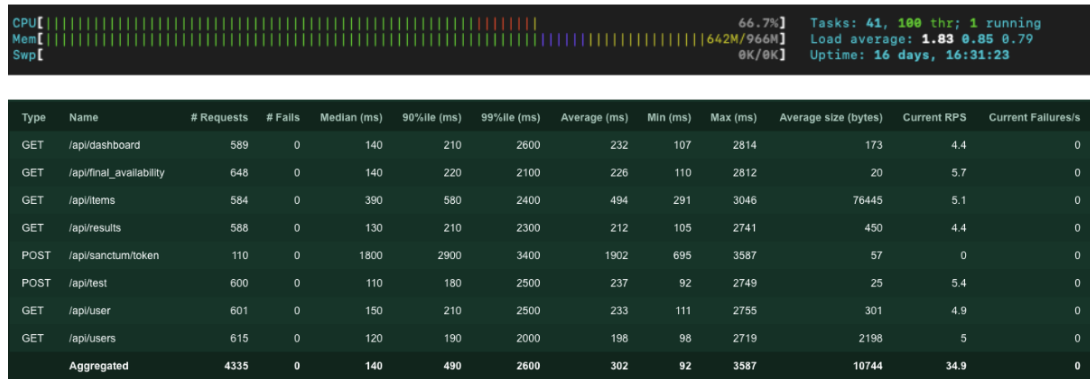 CPU[ 66.7%] Tasks: 41, 100 thr; 1 running
Mem[ 642M/966M] Load average: 1.83 0.85 0.79
Swp[ 0K/0K] Uptime: 16 days, 16:31:23
Type Name # Requests # Fails Median (ms) 90%ile (ms) 99%ile (ms) Average (ms) Min (ms) Max (ms) Average size (bytes) Current RPS Current Failures/s
GET /api/dashboard 589 0 140 210 2600 232 107 2814 173 4.4 0
GET /api/final_availability 648 0 140 220 2100 226 110 2812 20 5.7 0
GET /api/items 584 0 390 580 2400 494 291 3046 76445 5.1 0
GET /api/results 588 0 130 210 2300 212 105 2741 450 4.4 0
POST /api/sanctum/token 110 0 1800 2900 3400 1902 695 3587 57 0 0
POST /api/test 600 0 110 180 2500 237 92 2749 25 5.4 0
GET /api/user 601 0 150 210 2500 233 111 2755 301 4.9 0
GET /api/users 615 0 120 190 2000 198 98 2719 2198 5 0
Aggregated 4335 0 140 490 2600 302 92 3587 10744 34.9 0